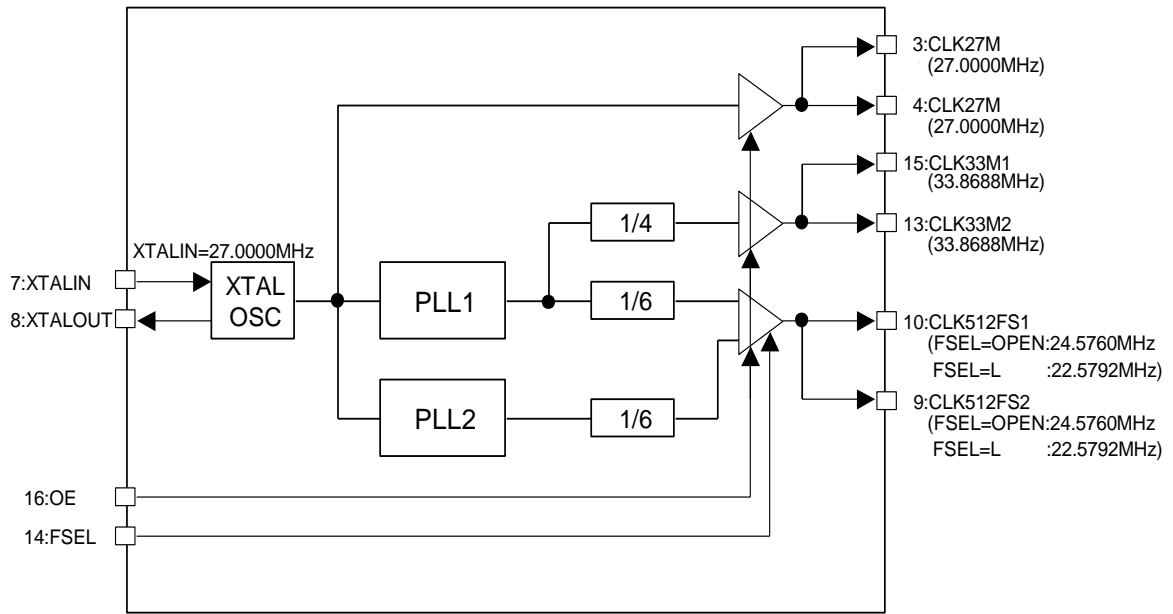 3:CLK27M
(27.0000MHz)
4:CLK27M
(27.0000MHz)
15:CLK33M1
(33.8688MHz)
1/4
13:CLK33M2
(33.8688MHz)
XTALIN=27.0000MHz
7:XTALIN
XTAL
OSC
PLL1
1/6
8:XTALOUT
10:CLK512FS1
(FSEL=OPEN:24.5760MHz
FSEL=L :22.5792MHz)
PLL2
1/6
9:CLK512FS2
(FSEL=OPEN:24.5760MHz
FSEL=L :22.5792MHz)
16:OE
14:FSEL